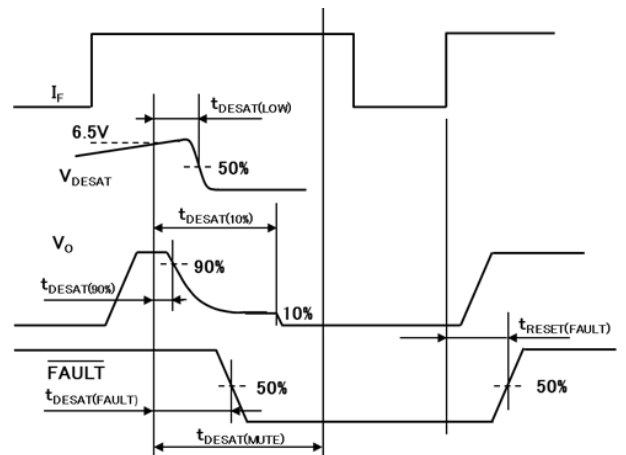 I_F
t_DESAT(LOW)
6.5V
50%
V_DESAT
t_DESAT(10%)
V_O
90%
t_DESAT(90%)
10%
t_RESET(FAULT)
FAULT
50%
50%
t_DESAT(FAULT)
t_DESAT(MUTE)